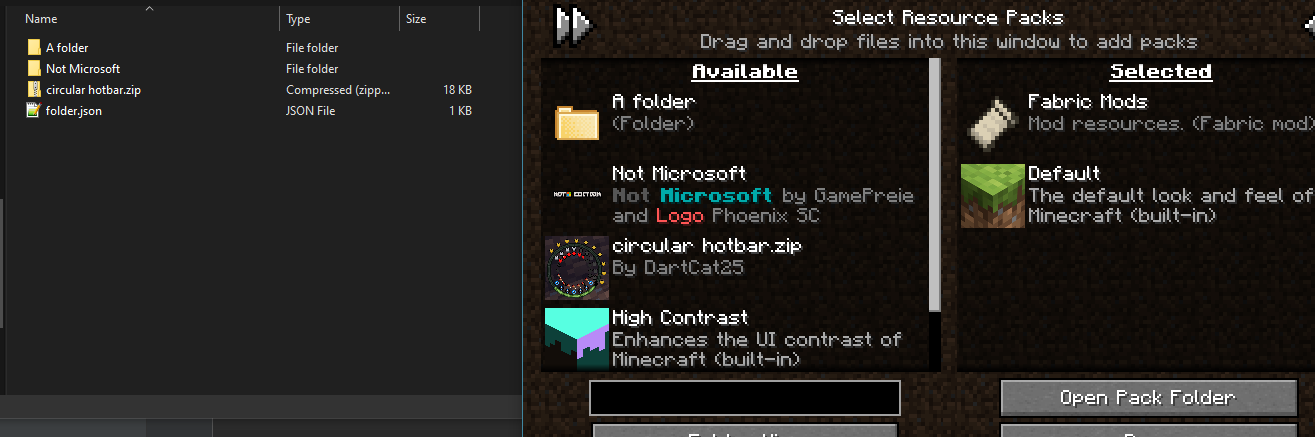 Name Type Size
A folder File folder
Not Microsoft File folder
circular hotbar.zip Compressed (zipp... 18 KB
folder.json JSON File 1 KB
Select Resource Packs
Drag and drop files into this window to add packs
Available
A folder
(Folder)
NOT EDITION
Not Microsoft
Not Microsoft by GamePreie
and Logo Phoenix SC
circular hotbar.zip
By DartCat25
High Contrast
Enhances the UI contrast of
Minecraft (built-in)
Selected
Fabric Mods
Mod resources. (Fabric mod)
Default
The default look and feel of
Minecraft (built-in)
Open Pack Folder